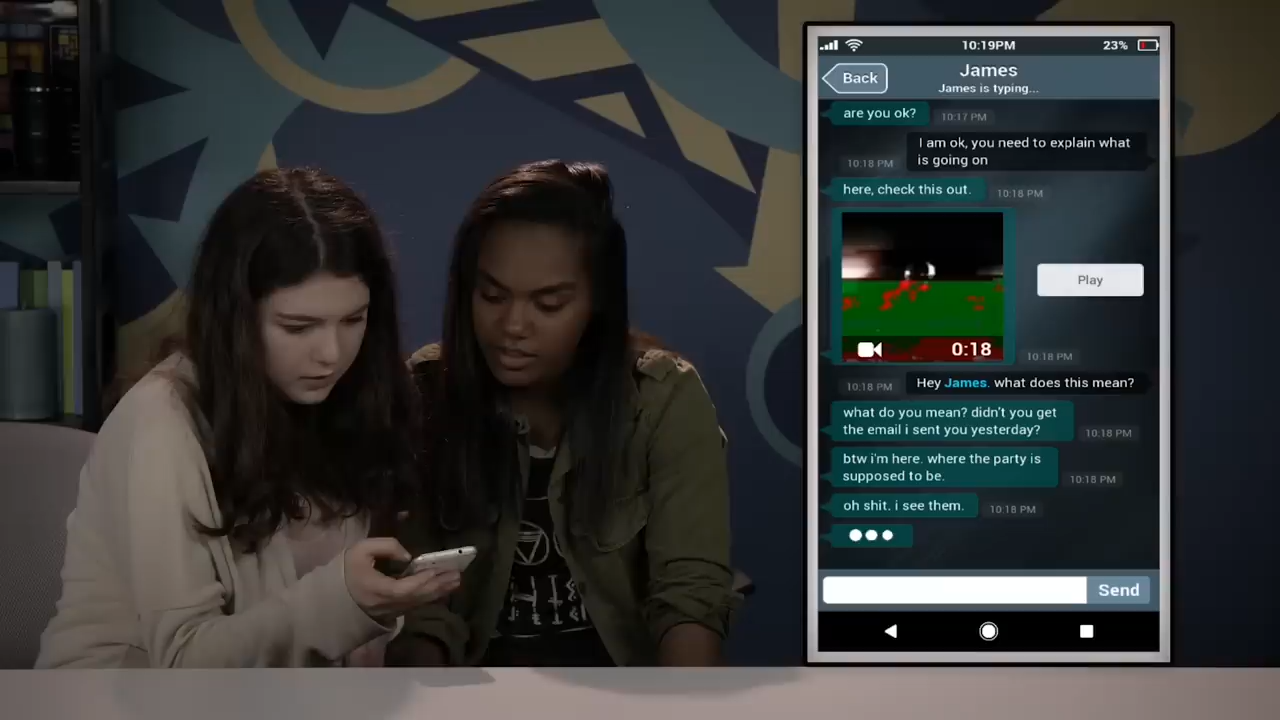 10:19PM
23%
Back
James
James is typing...
are you ok?
10:17 PM
I am ok, you need to explain what
is going on
10:18 PM
here, check this out.
10:18 PM
Play
0:18
10:18 PM
10:18 PM
Hey James. what does this mean?
what do you mean? didn't you get
the email i sent you yesterday?
10:18 PM
btw i'm here. where the party is
supposed to be.
10:18 PM
oh shit. i see them.
10:18 PM
Send